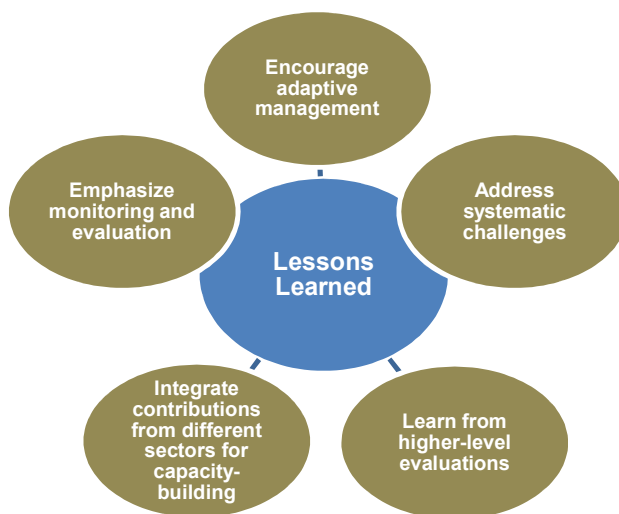 Encourage
adaptive
management
Emphasize
monitoring and
evaluation
Address
systematic
challenges
Lessons
Learned
Integrate
contributions
from different
sectors for
capacity-
building
Learn from
higher-level
evaluations